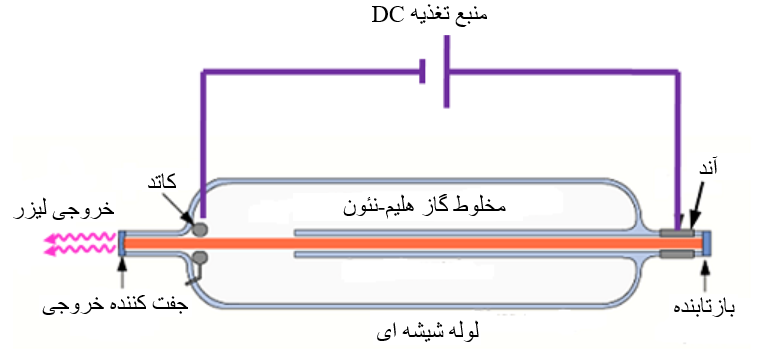 منبع تغذیه DC
آند
کاتد
مخلوط گاز هلیم-نئون
خروجی لیزر
بازتابنده
جفت کننده خروجی
لوله شیشه ای